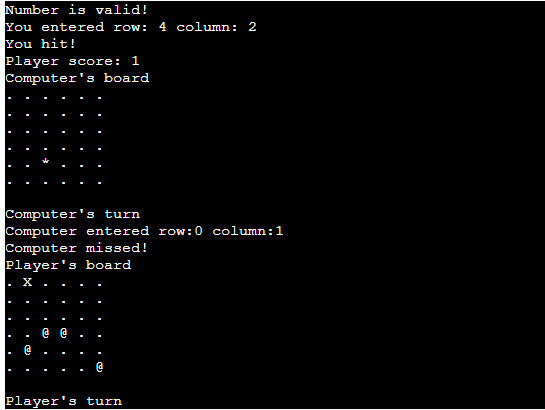 Number is valid!
You entered row: 4 column: 2
You hit!
Player score: 1
Computer's board
. . . . . .
. . . . . .
. . . . . .
. . . . . .
. . * . . .
. . . . . .
Computer's turn
Computer entered row:0 column:1
Computer missed!
Player's board
. X . . . .
. . . . . .
. . . . . .
. . @ @ . .
. @ . . . .
. . . . . @
Player's turn